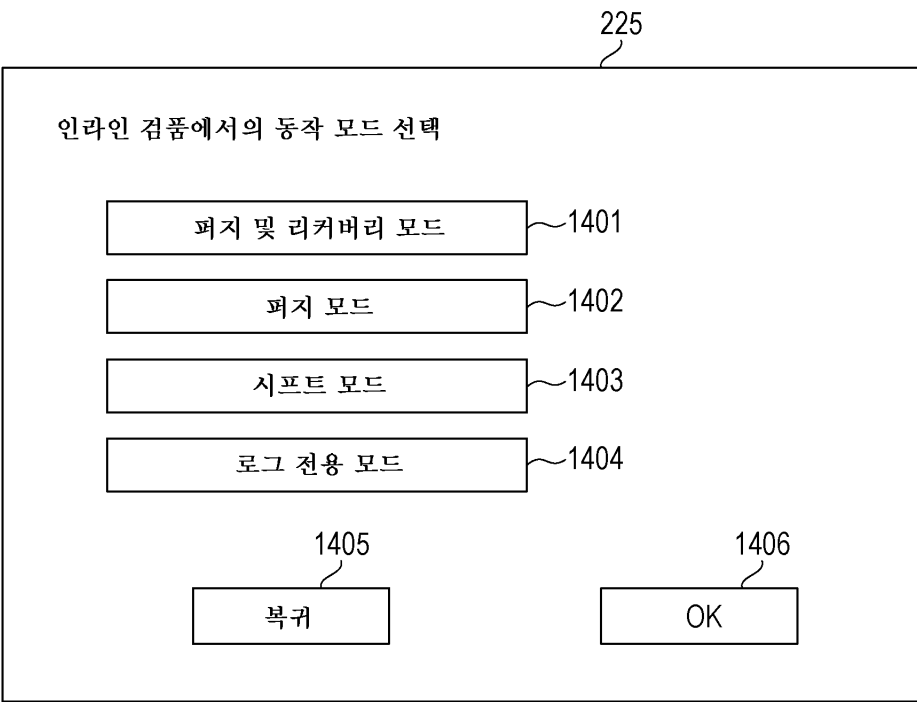 225
인라인 검품에서의 동작 모드 선택
퍼지 및 리커버리 모드 1401
퍼지 모드 1402
시프트 모드 1403
로그 전용 모드 1404
1405 1406
복귀 OK